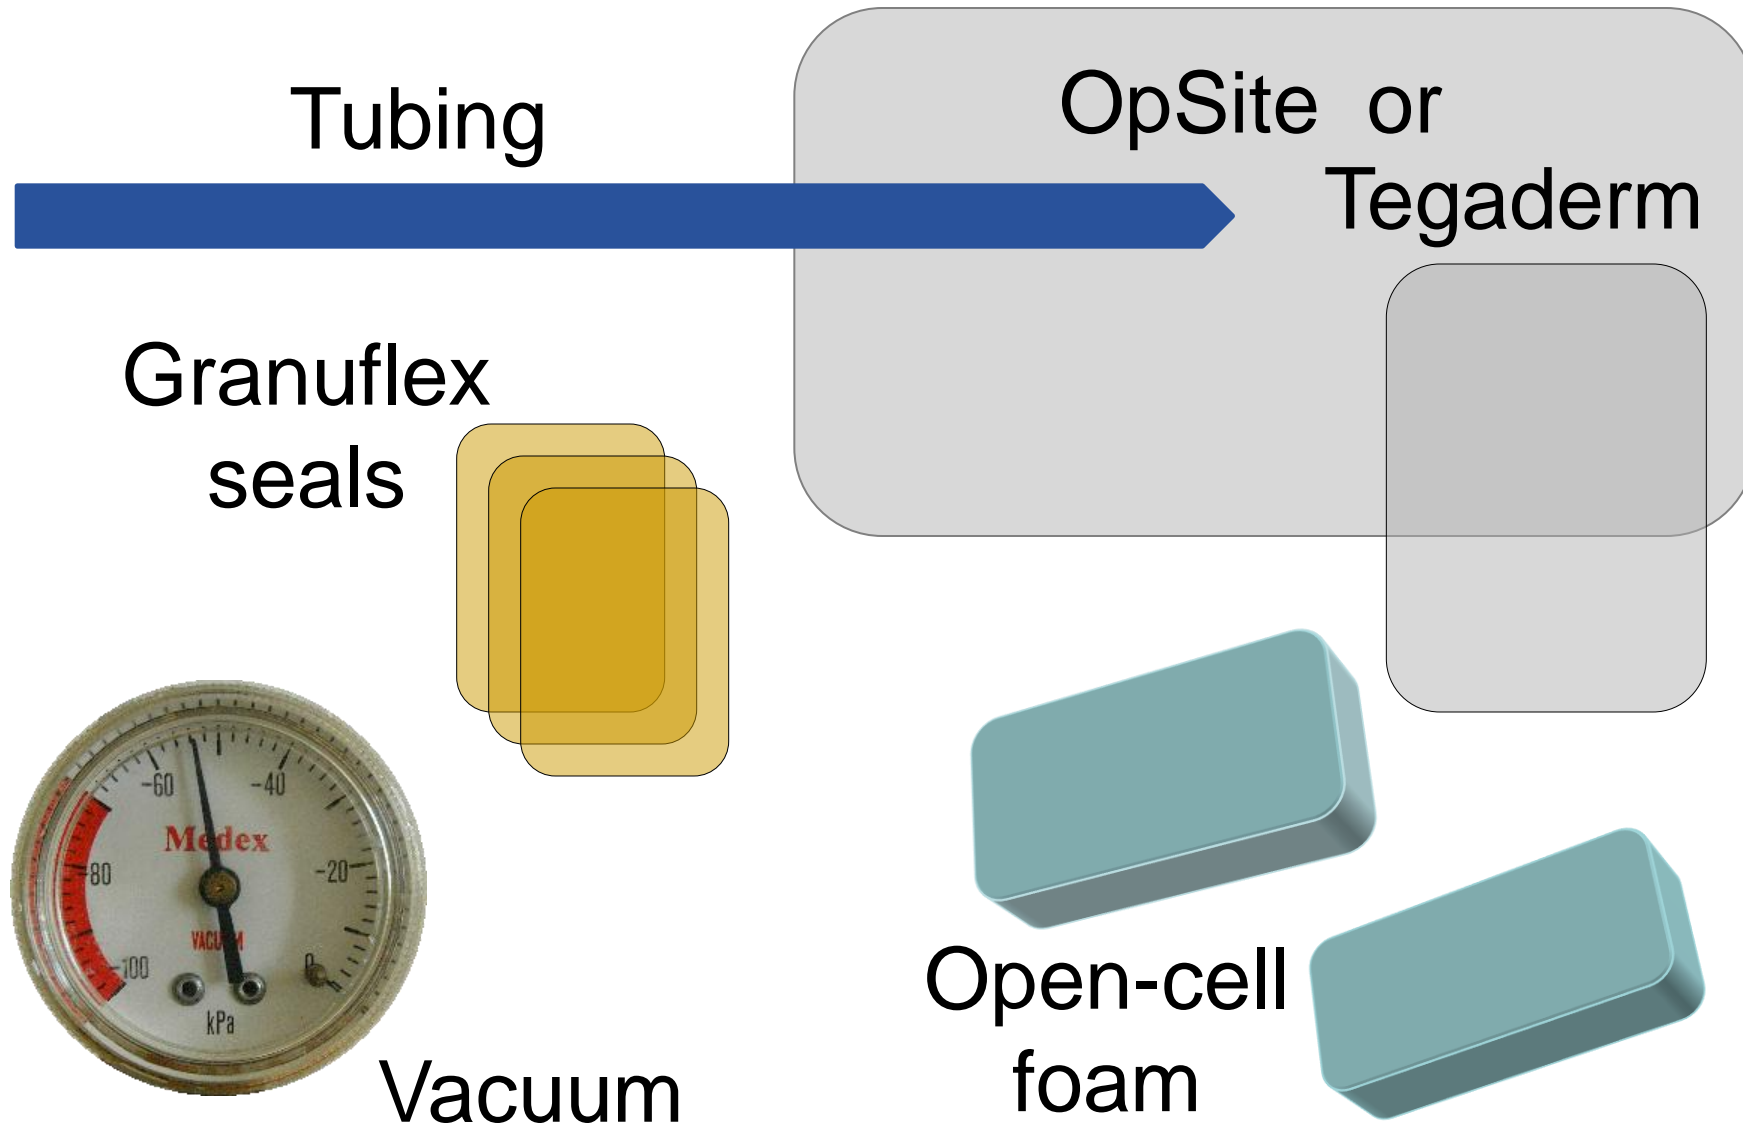 Tubing
OpSite or
Tegaderm
Granuflex
seals
-60
-40
Medex
-80
-20
VACUUM
-100
0
kPa
Open-cell
foam
Vacuum